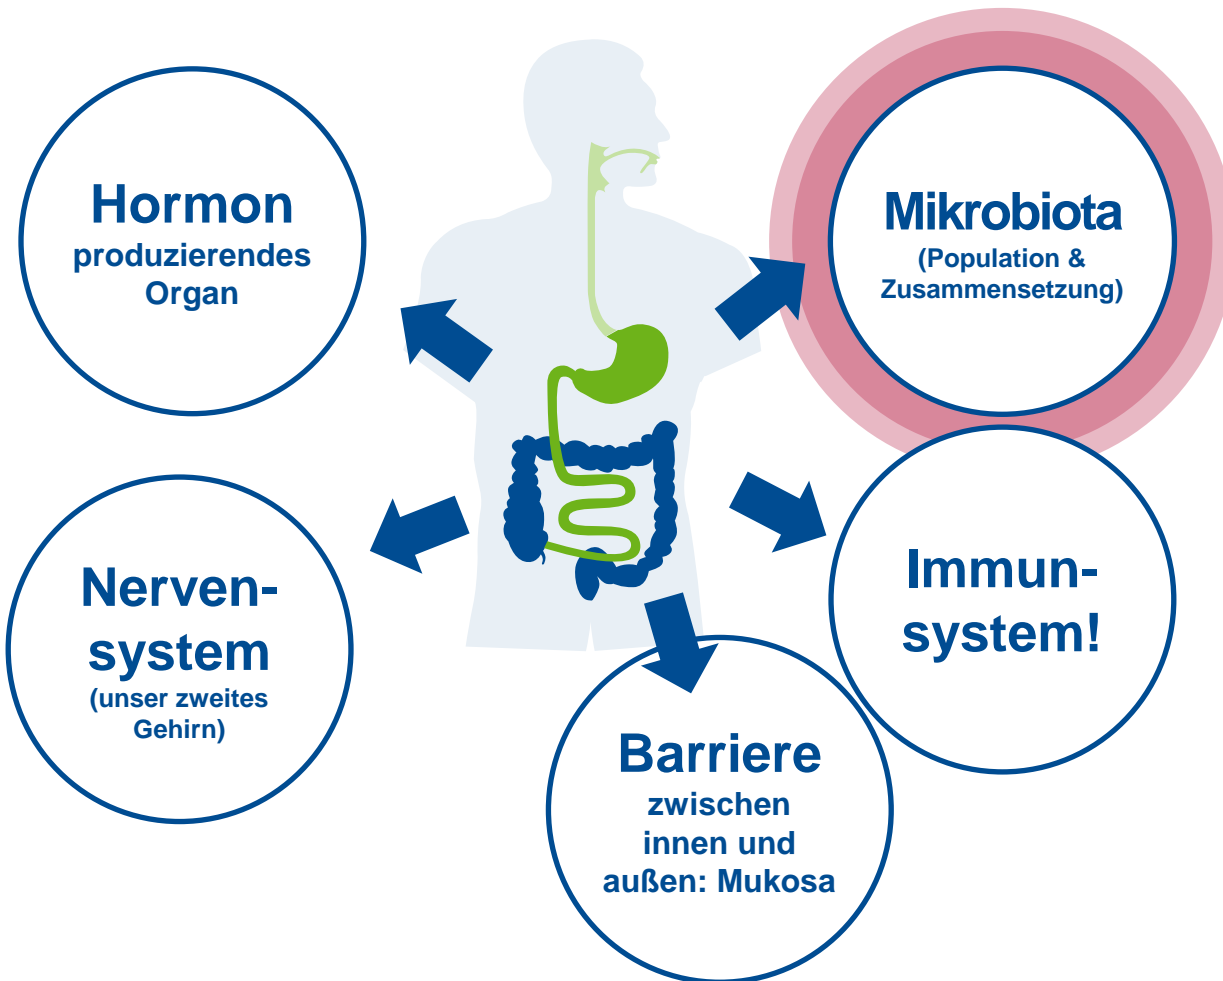 Hormon
produzierendes
Organ
Mikrobiota
(Population &
Zusammensetzung)
Nerven-
system
(unser zweites
Gehirn)
Immun-
system!
Barriere
zwischen
innen und
außen: Mukosa